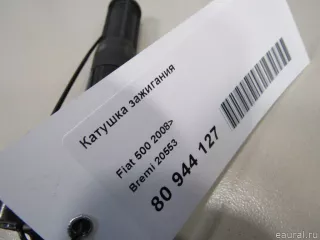 Катушка зажигания
Fiat 500 2008>
Bremi 20553
80 944 127
eaural.ru